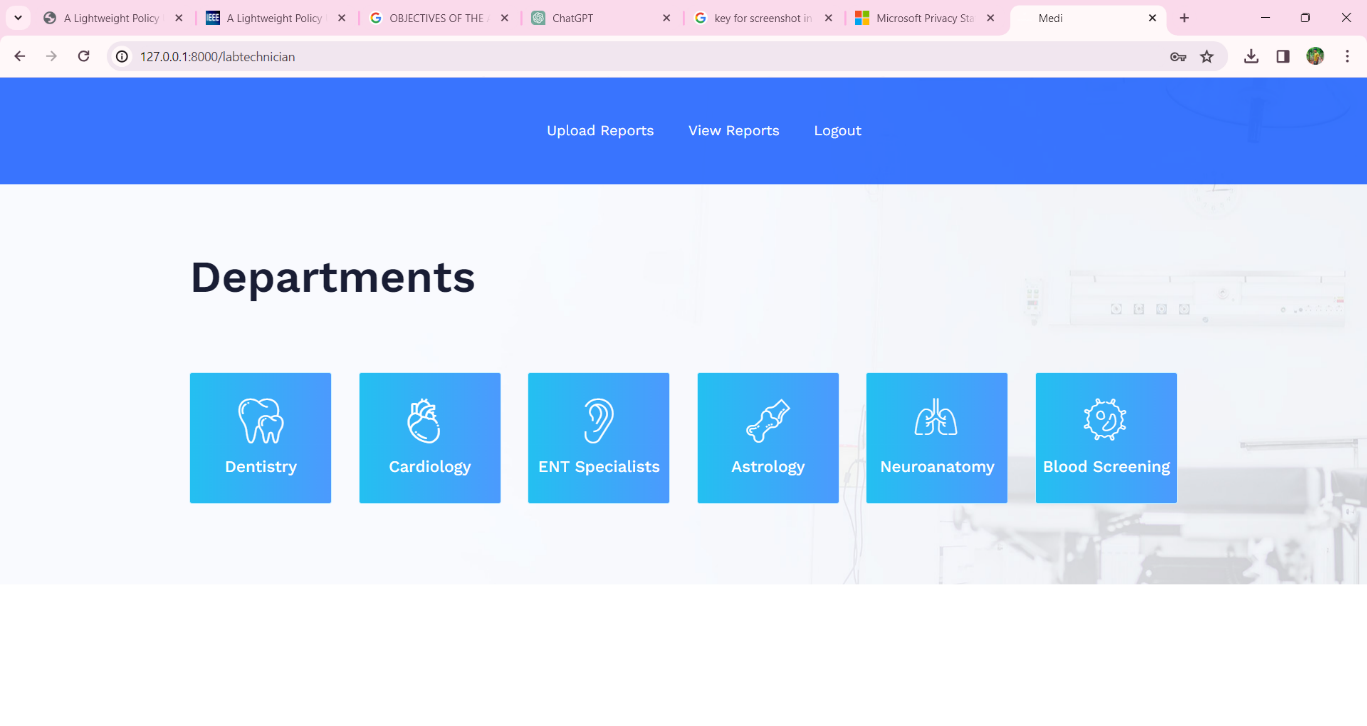 A Lightweight Policy
A Lightweight Policy
OBJECTIVES OF THE
ChatGPT
key for screenshot in
Microsoft Privacy Sta
Medi
127.0.0.1:8000/labtechnician
Upload Reports View Reports Logout
Departments
Dentistry
Cardiology
ENT Specialists
Astrology
Neuroanatomy
Blood Screening